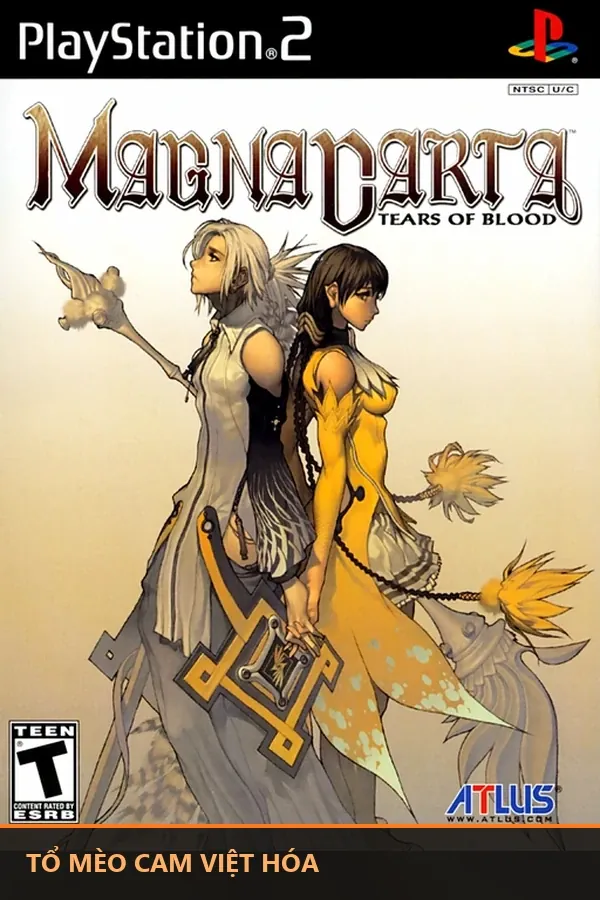 PlayStation®2
NTSC U/C
MAGNACARTA™
TEARS OF BLOOD
TEEN
T
CONTENT RATED BY
ESRB
ATLUS®
WWW.ATLUS.COM
TỔ MÈO CAM VIỆT HÓA